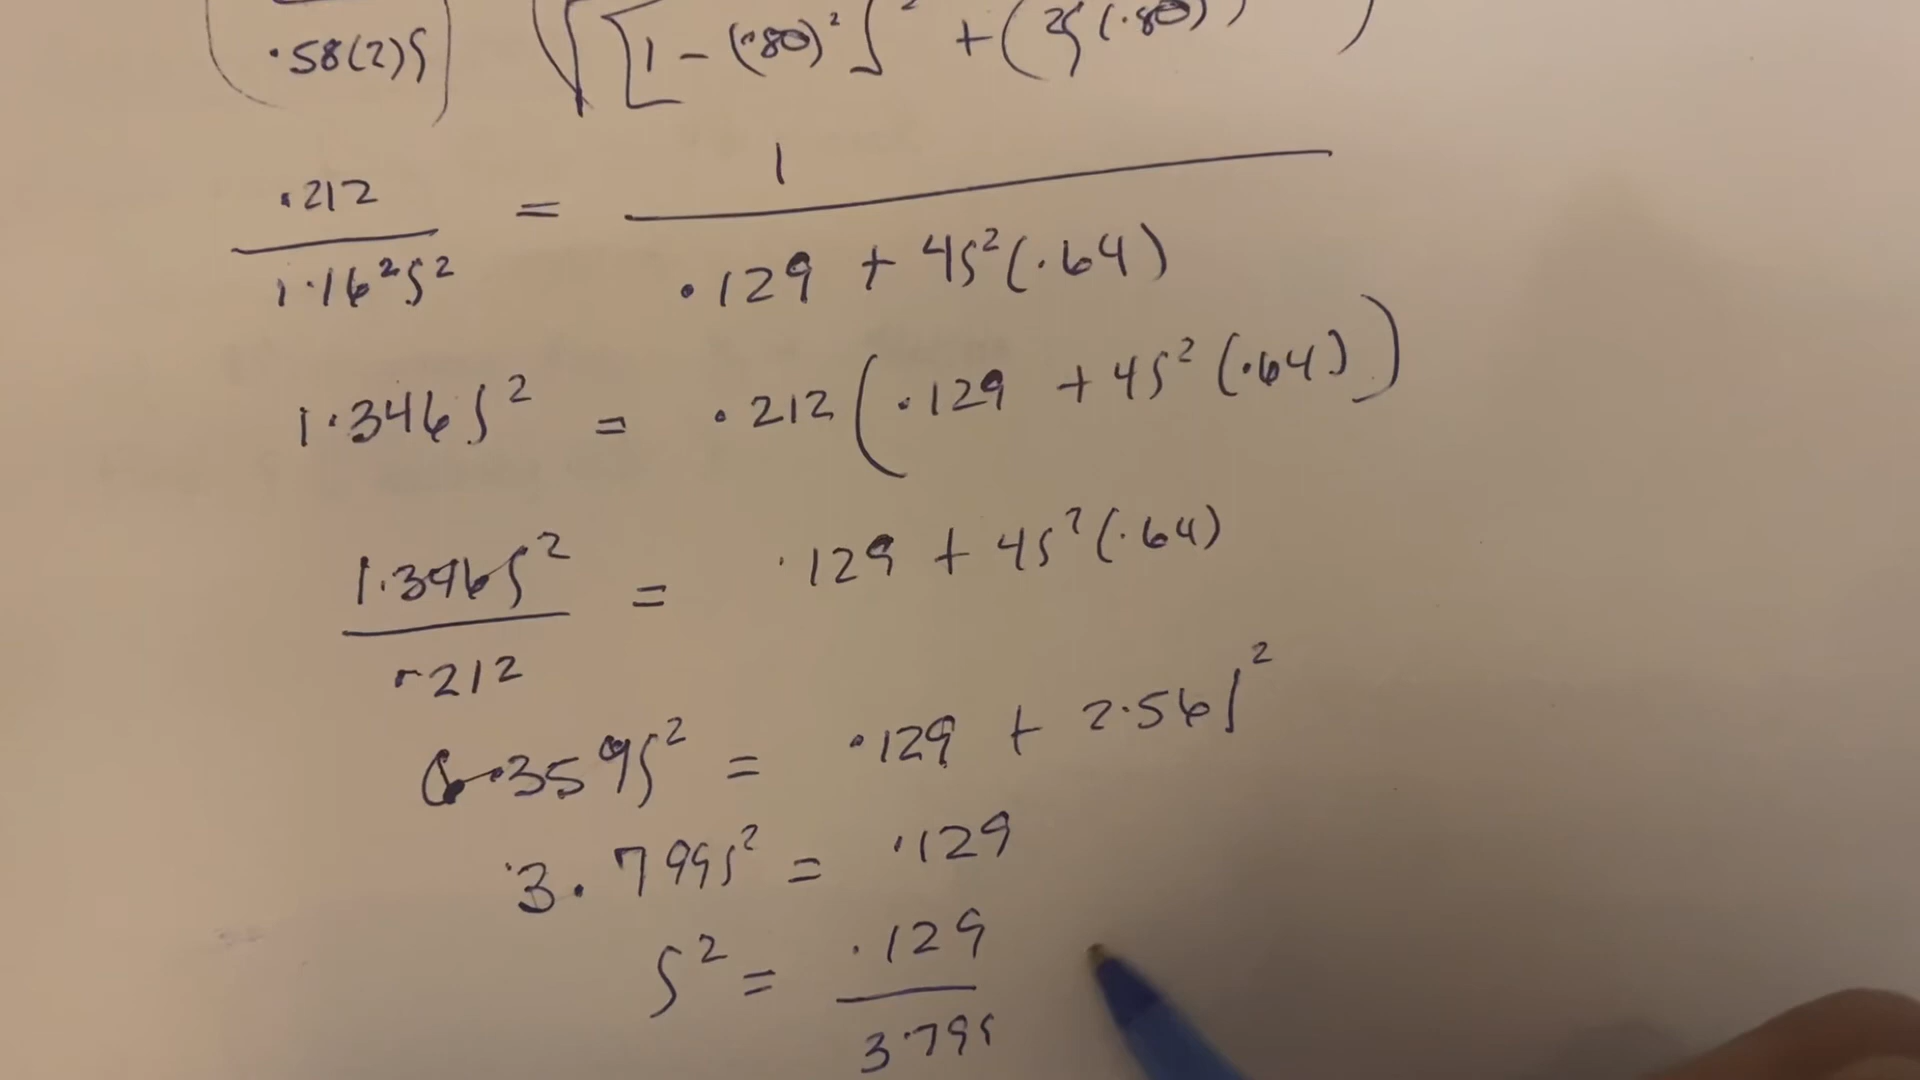 .58(2)ζ √[1 - (.80)²]² + (2ζ(.80))
.212 / 1.16²ζ² = 1 / .129 + 4ζ²(.64)
1.346ζ² = .212(.129 + 4ζ²(.64))
1.346ζ² / .212 = .129 + 4ζ²(.64)
6.359ζ² = .129 + 2.56ζ²
3.799ζ² = .129
ζ² = .129 / 3.799